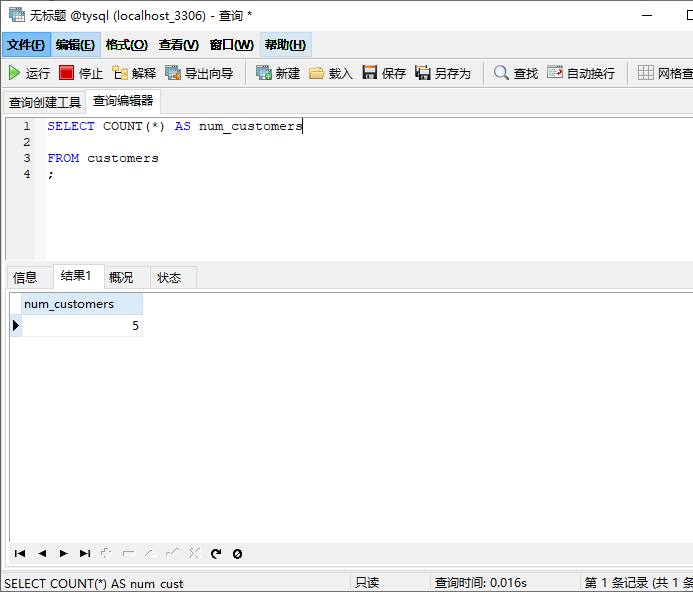 无标题 @tysql (localhost_3306) - 查询 *
文件(F) 编辑(E) 格式(O) 查看(V) 窗口(W) 帮助(H)
运行 停止 解释 导出向导 新建 载入 保存 另存为 查找 自动换行 网格查
查询创建工具 查询编辑器
1 SELECT COUNT(*) AS num_customers
2
3 FROM customers
4 ;
信息 结果1 概况 状态
num_customers
5
SELECT COUNT(*) AS num_cust 只读 查询时间: 0.016s 第 1 条记录 (共 1 条